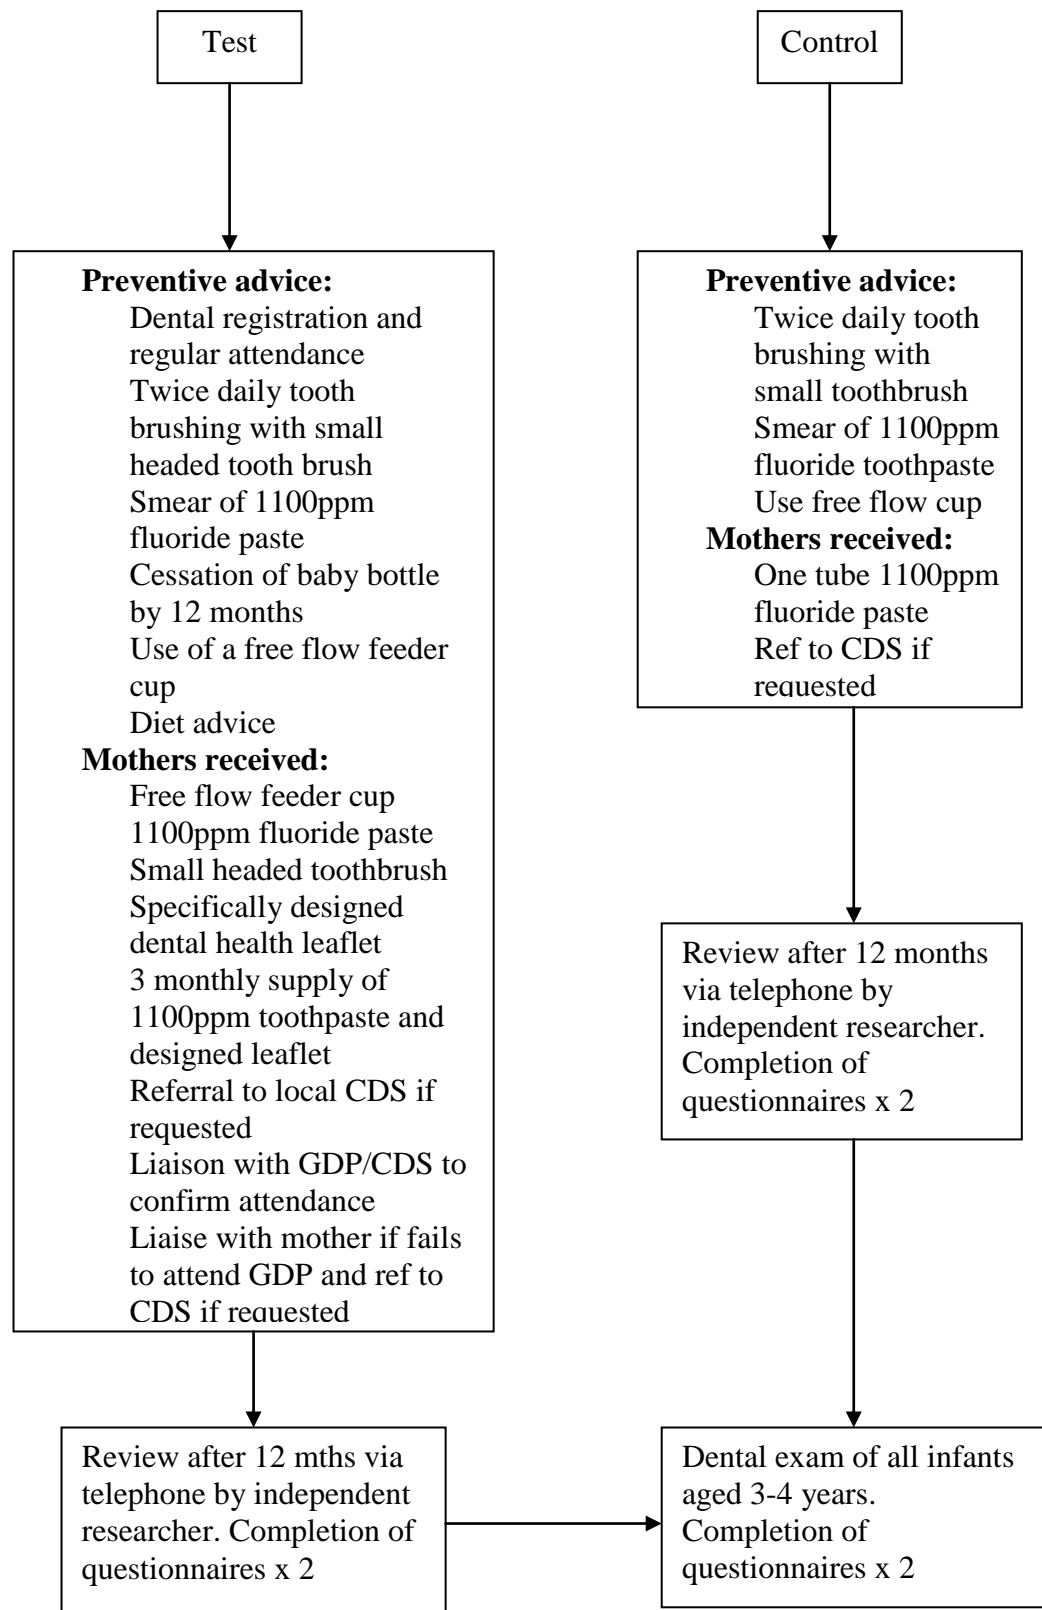 Test
Control
Preventive advice:
Dental registration and
regular attendance
Twice daily tooth
brushing with small
headed tooth brush
Smear of 1100ppm
fluoride paste
Cessation of baby bottle
by 12 months
Use of a free flow feeder
cup
Diet advice
Mothers received:
Free flow feeder cup
1100ppm fluoride paste
Small headed toothbrush
Specifically designed
dental health leaflet
3 monthly supply of
1100ppm toothpaste and
designed leaflet
Referral to local CDS if
requested
Liaison with GDP/CDS to
confirm attendance
Liaise with mother if fails
to attend GDP and ref to
CDS if requested
Preventive advice:
Twice daily tooth
brushing with
small toothbrush
Smear of 1100ppm
fluoride toothpaste
Use free flow cup
Mothers received:
One tube 1100ppm
fluoride paste
Ref to CDS if
requested
Review after 12 months
via telephone by
independent researcher.
Completion of
questionnaires x 2
Review after 12 mths via
telephone by independent
researcher. Completion of
questionnaires x 2
Dental exam of all infants
aged 3-4 years.
Completion of
questionnaires x 2